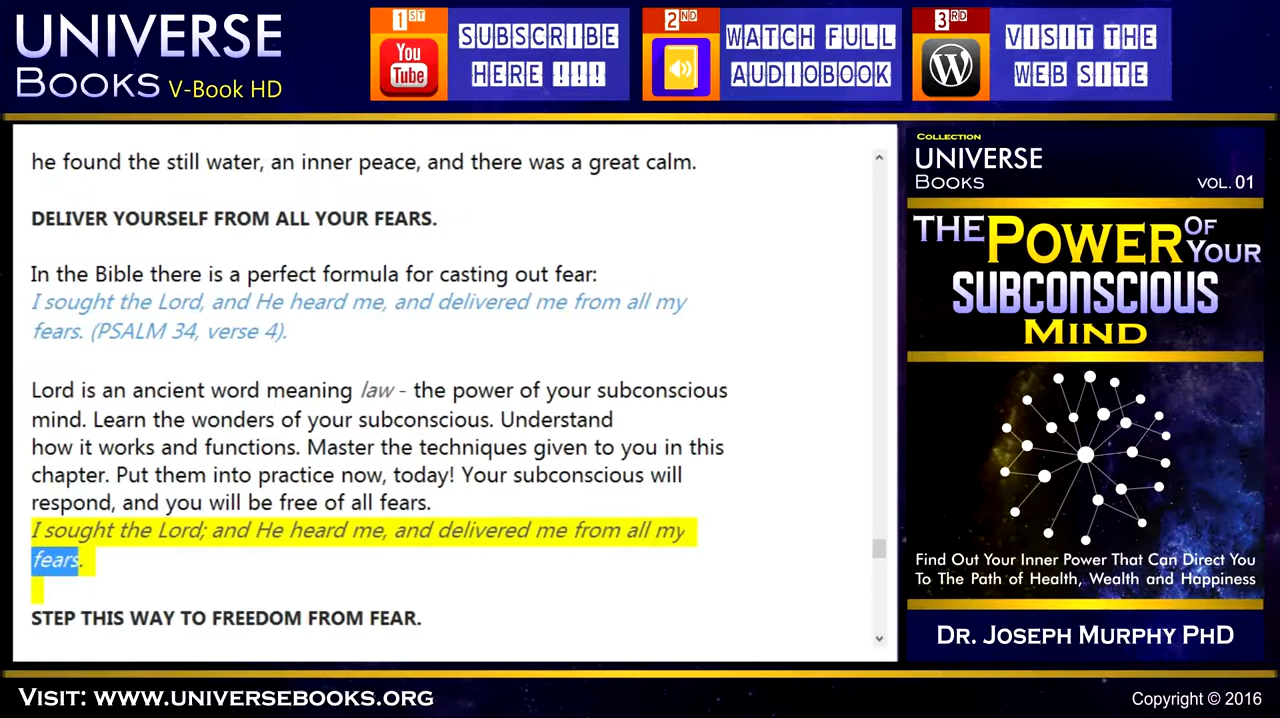 UNIVERSE
BOOKS V-Book HD
1ST
You
Tube
SUBSCRIBE
HERE !!!
2ND
WATCH FULL
AUDIOBOOK
3RD
VISIT THE
WEB SITE
he found the still water, an inner peace, and there was a great calm.
DELIVER YOURSELF FROM ALL YOUR FEARS.
In the Bible there is a perfect formula for casting out fear:
I sought the Lord, and He heard me, and delivered me from all my
fears. (PSALM 34, verse 4).
Lord is an ancient word meaning law - the power of your subconscious
mind. Learn the wonders of your subconscious. Understand
how it works and functions. Master the techniques given to you in this
chapter. Put them into practice now, today! Your subconscious will
respond, and you will be free of all fears.
I sought the Lord; and He heard me, and delivered me from all my
fears.
STEP THIS WAY TO FREEDOM FROM FEAR.
COLLECTION
UNIVERSE
BOOKS VOL. 01
THE POWER OF
YOUR
SUBCONSCIOUS
MIND
Find Out Your Inner Power That Can Direct You
To The Path of Health, Wealth and Happiness
DR. JOSEPH MURPHY PHD
VISIT: WWW.UNIVERSEBOOKS.ORG
Copyright © 2016